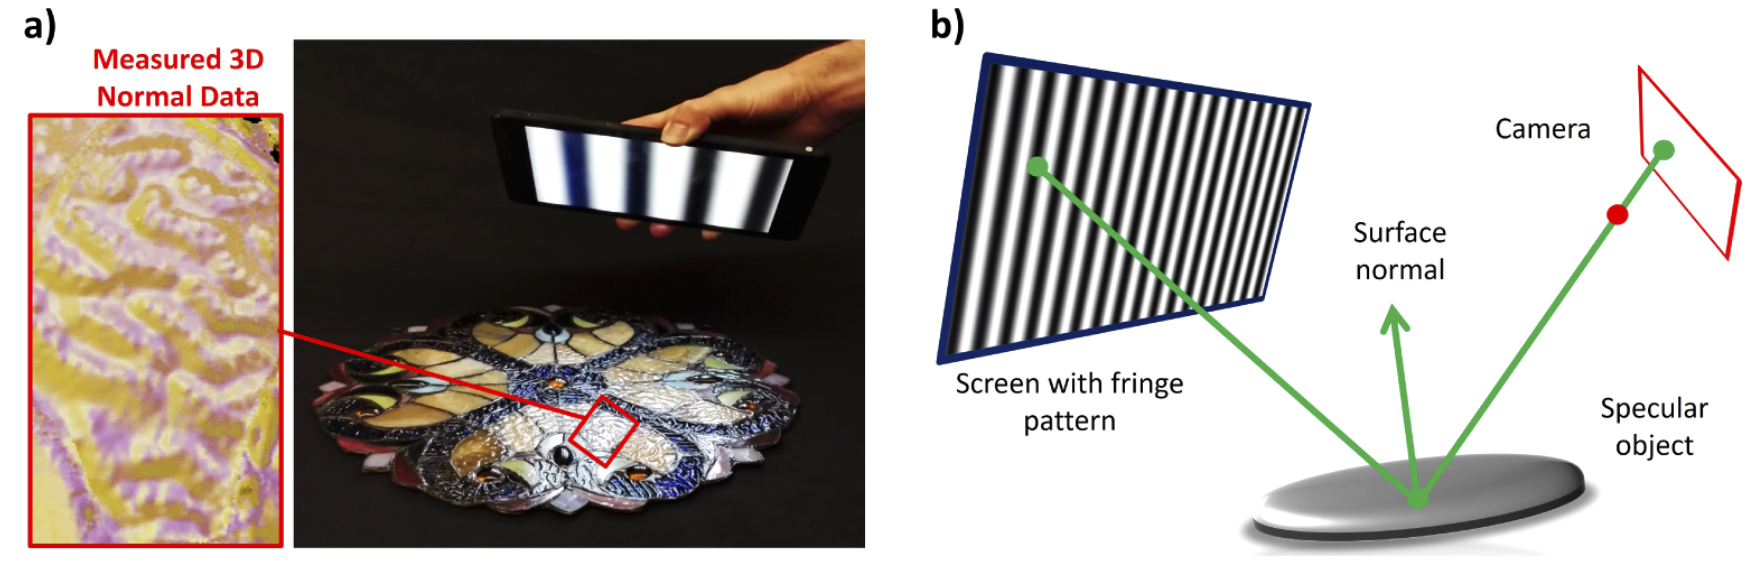 a)
Measured 3D
Normal Data
b)
Camera
Surface
normal
Screen with fringe
pattern
Specular
object